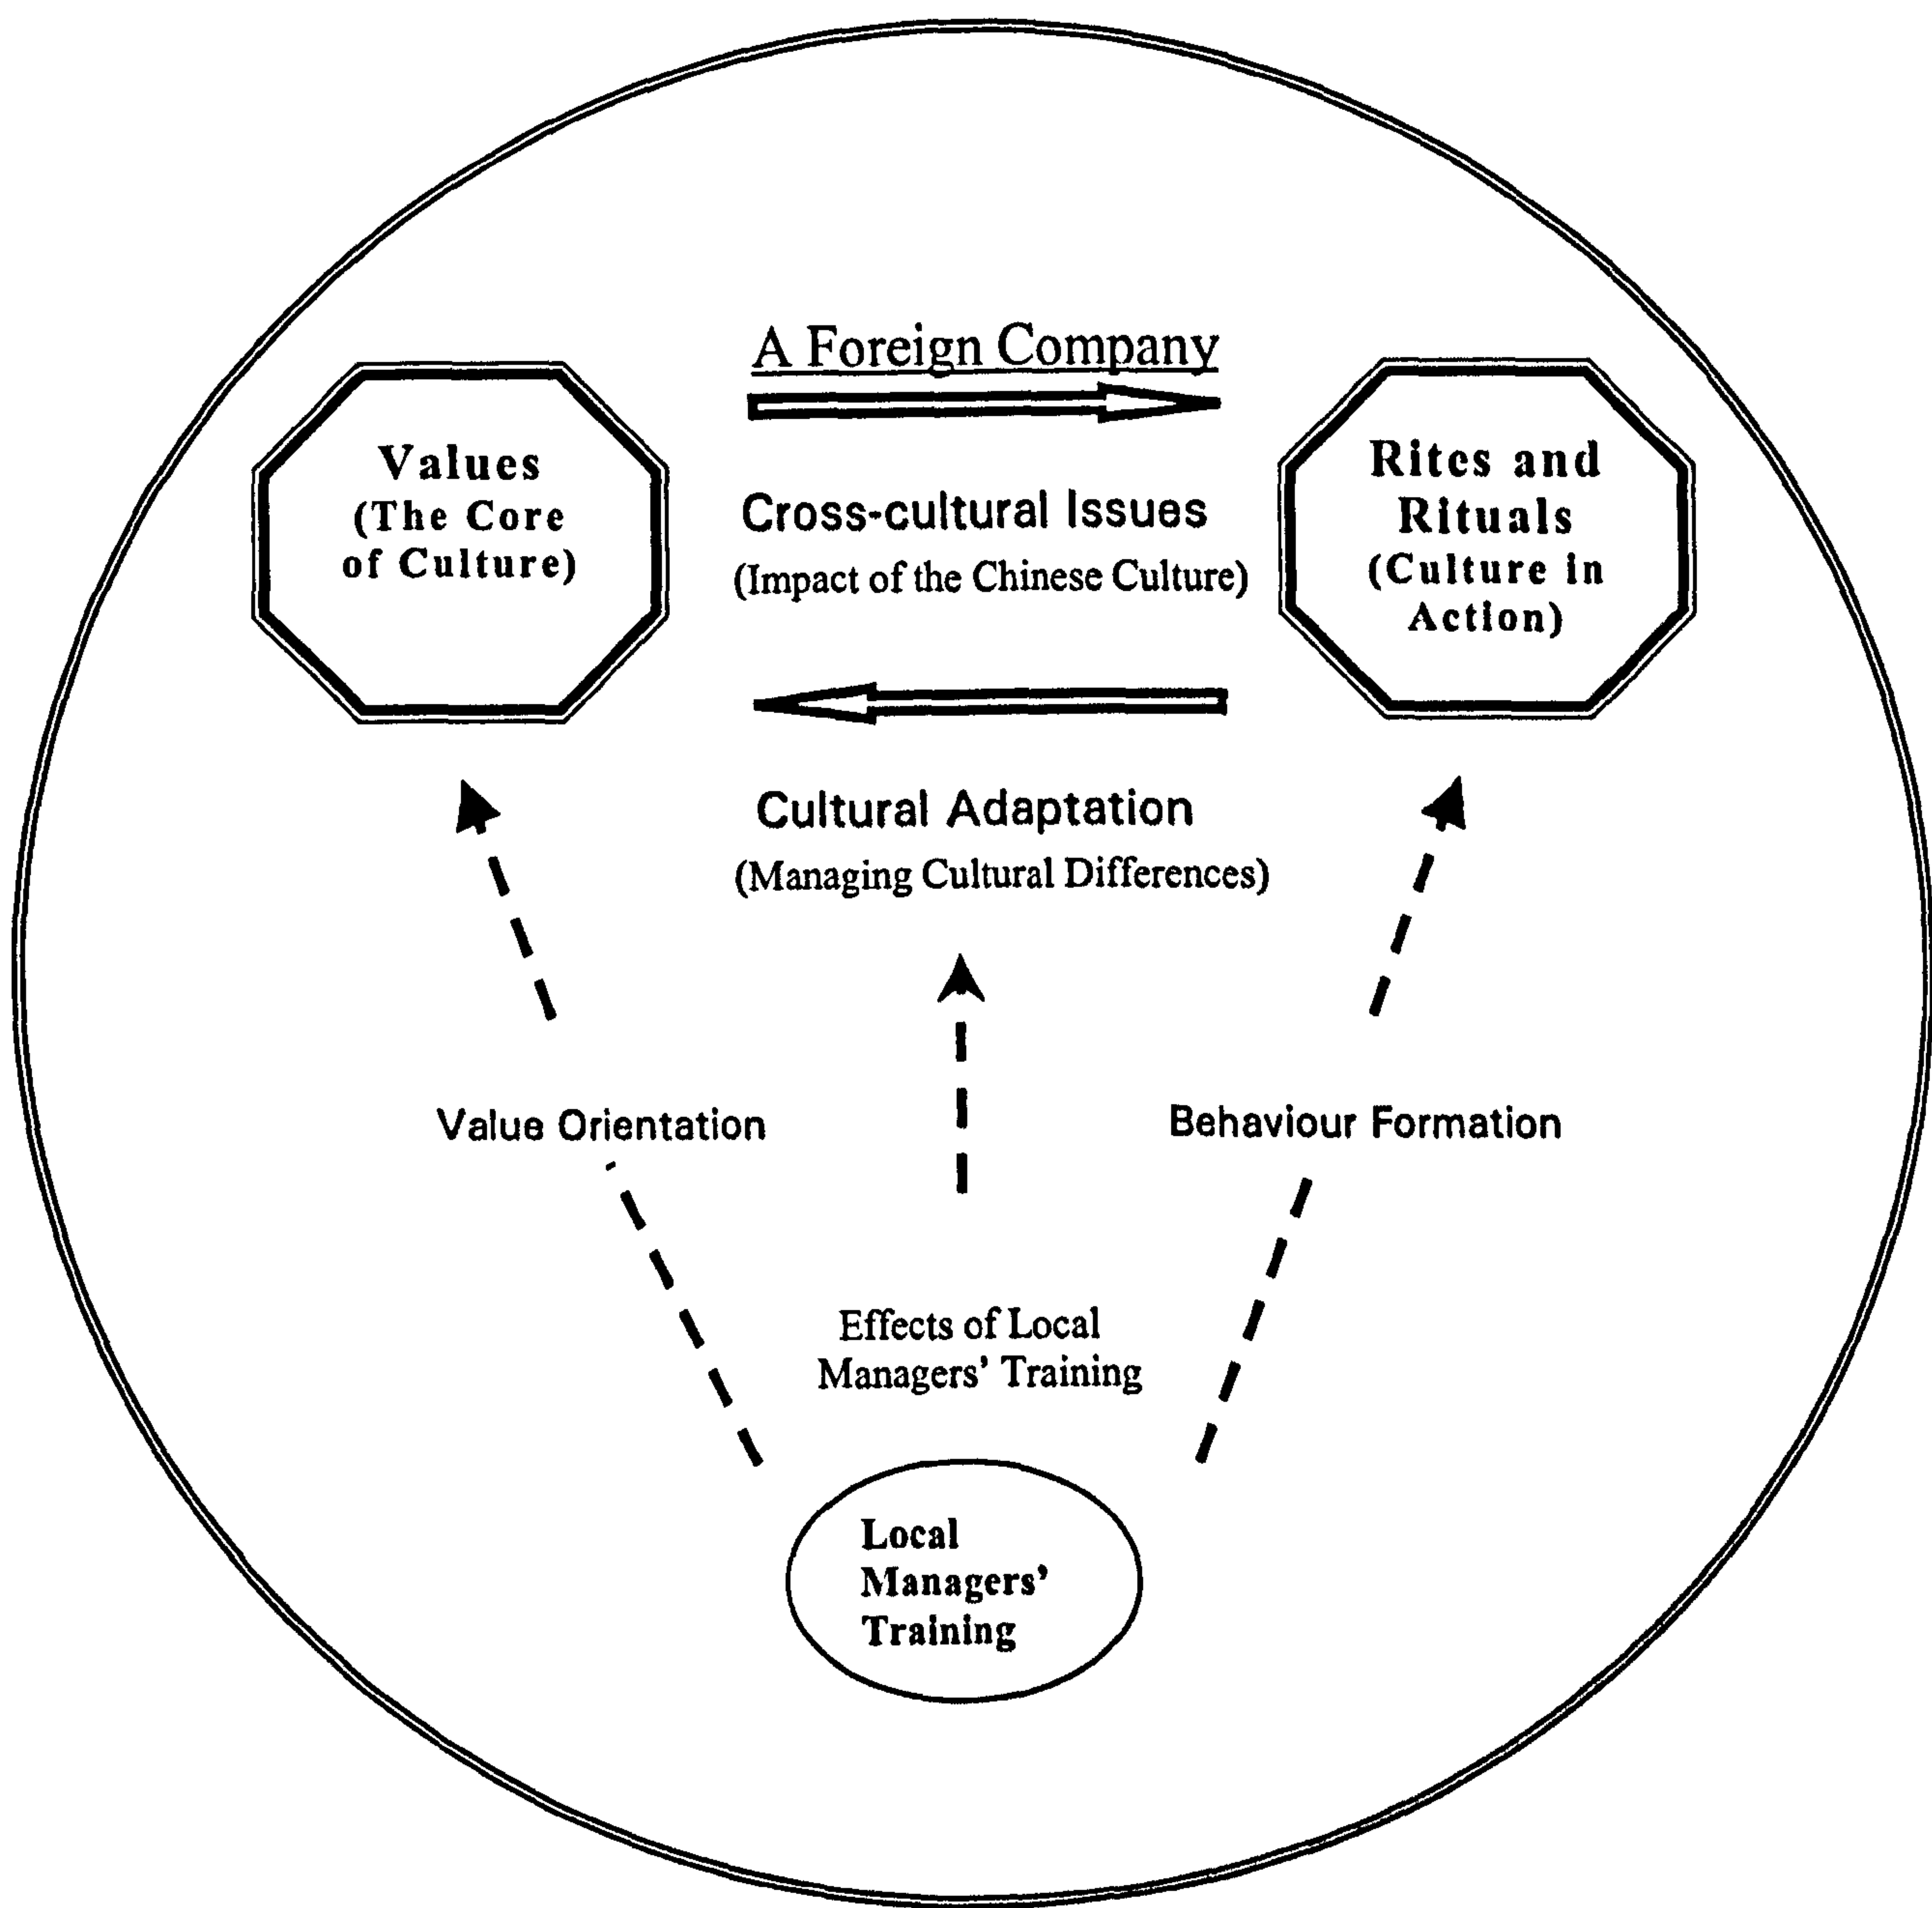 A Foreign Company
Values
(The Core
of Culture)
Cross-cultural Issues
(Impact of the Chinese Culture)
Rites and
Rituals
(Culture in
Action)
Cultural Adaptation
(Managing Cultural Differences)
Value Orientation
Behaviour Formation
Effects of Local
Managers' Training
Local
Managers'
Training